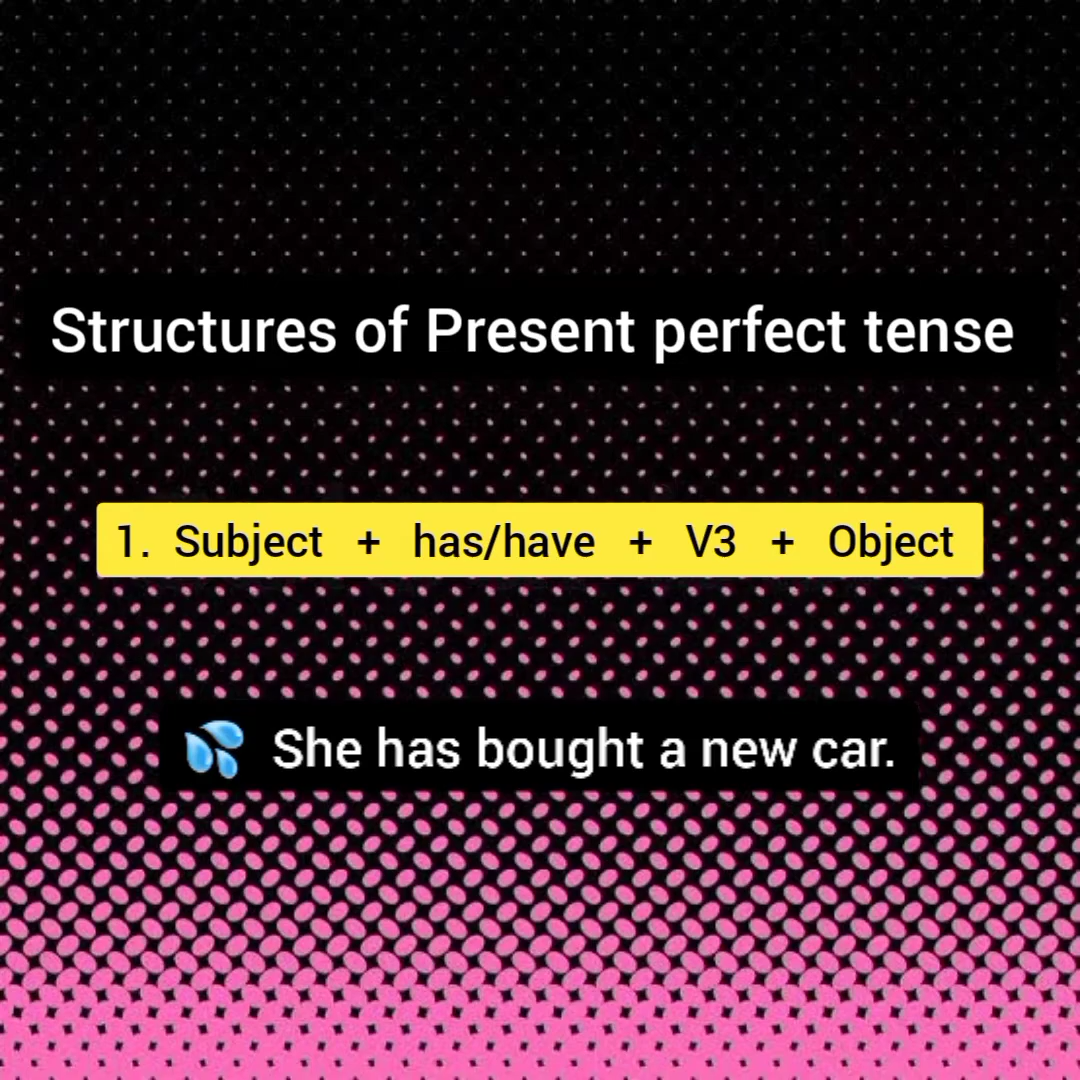 Structures of Present perfect tense
1. Subject + has/have + V3 + Object
💦 She has bought a new car.